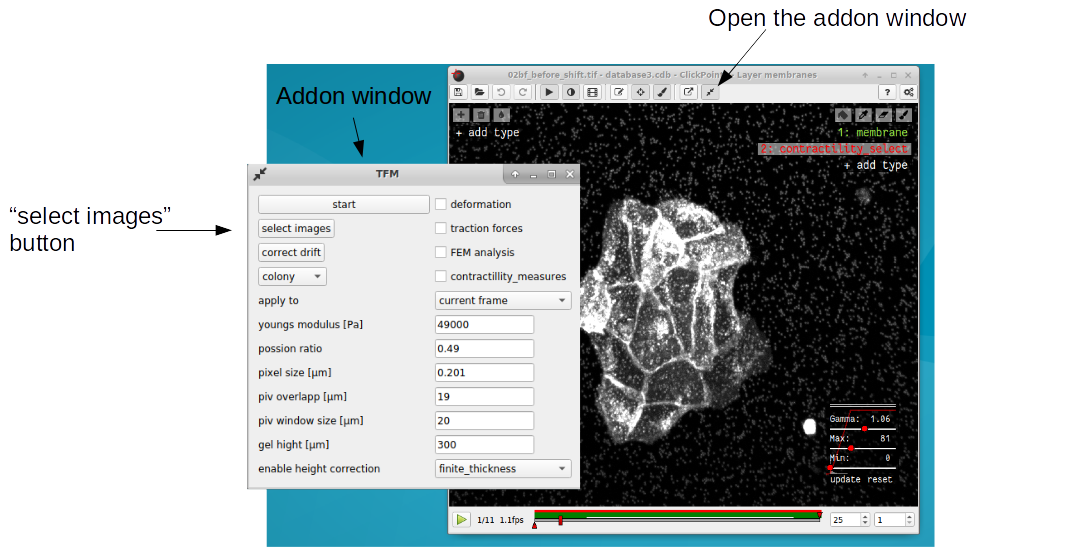 Open the addon window
02bf_before_shift.tif - database3.cdb - ClickPoin
Layer membranes
Addon window
+ add type
1: membrane
2: contractility_select
+ add type
TFM
"select images"
button
start
deformation
select images
traction forces
correct drift
FEM analysis
colony
contractillity_measures
apply to
current frame
youngs modulus [Pa]
49000
possion ratio
0.49
pixel size [µm]
0.201
piv overlapp [µm]
19
piv window size [µm]
20
gel hight [µm]
300
enable height correction
finite_thickness
Gamma: 1.06
Max: 81
Min: 0
update reset
1/11 1.1fps
25
1
?